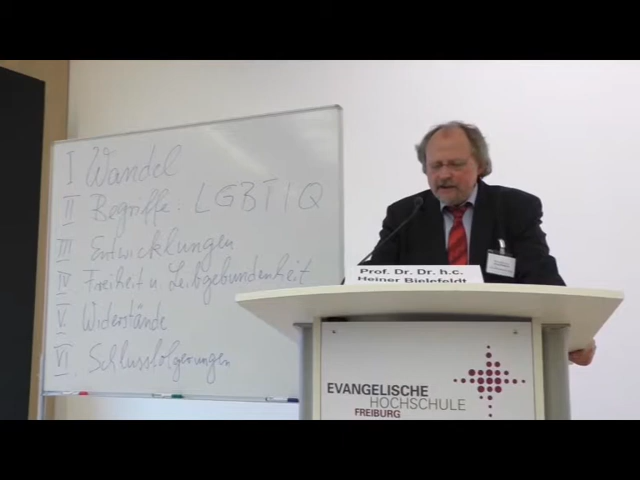 I Wandel
II Begriffe: LGBTIQ
III Entwicklungen
IV Freiheit u. Leibgebundenheit
V. Widerstände
VI Schlussfolgerungen
Prof. Dr. Dr. h.c.
Heiner Bielefeldt
EVANGELISCHE
HOCHSCHULE
FREIBURG